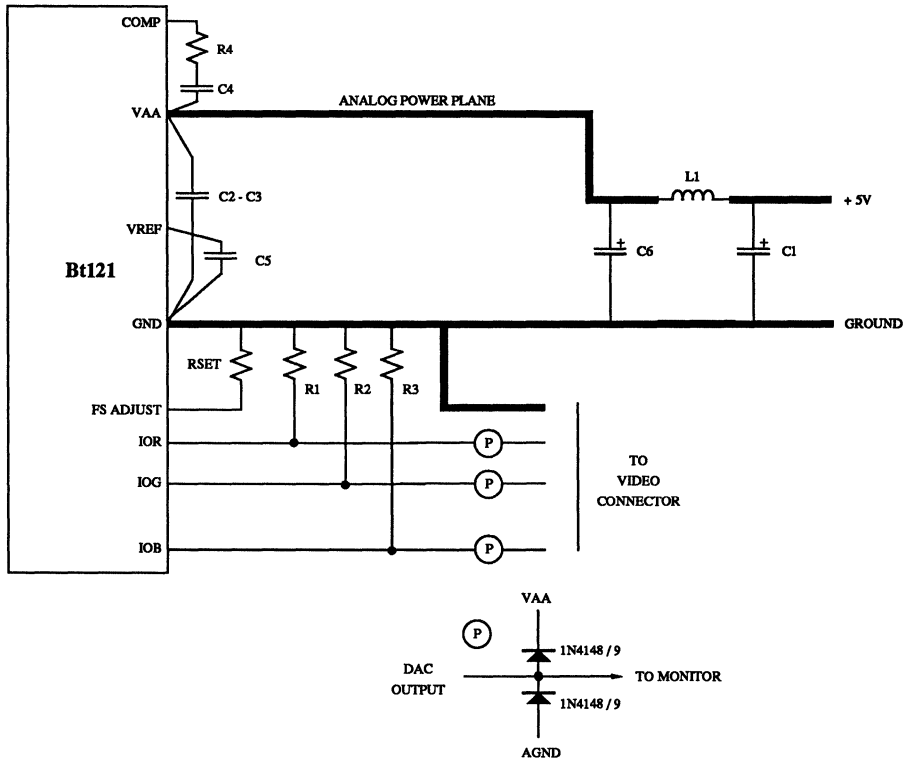 COMP
R4
C4
ANALOG POWER PLANE
VAA
L1
+ 5V
C2 - C3
VREF
C5
+
C6
+
C1
Bt121
GND
GROUND
RSET
R1
R2
R3
FS ADJUST
IOR
P
TO
VIDEO
CONNECTOR
IOG
P
IOB
P
VAA
P
1N4148 / 9
DAC
OUTPUT
TO MONITOR
1N4148 / 9
AGND